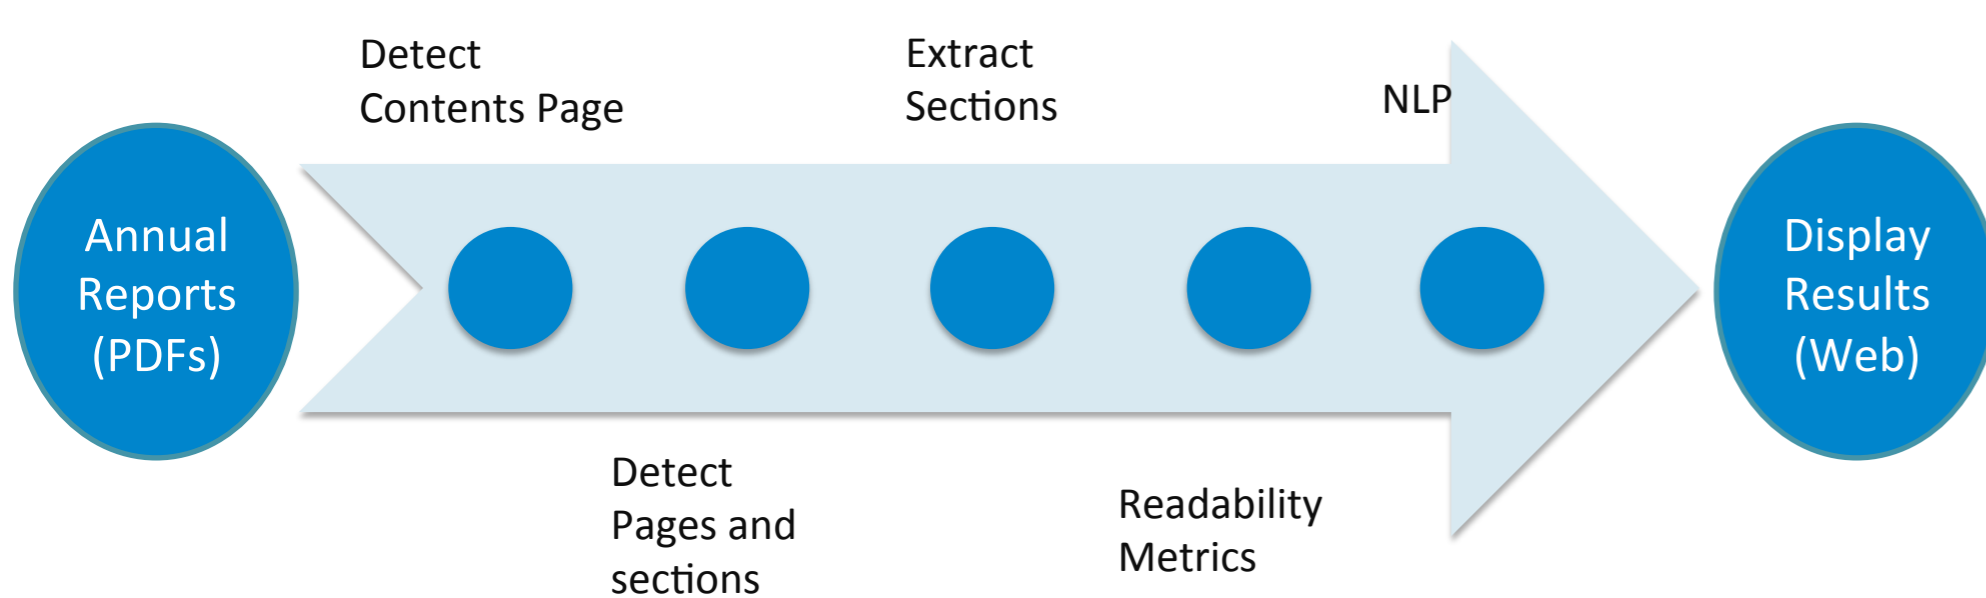 Annual
Reports
(PDFs)
Detect
Contents Page
Detect
Pages and
sections
Extract
Sections
Readability
Metrics
NLP
Display
Results
(Web)